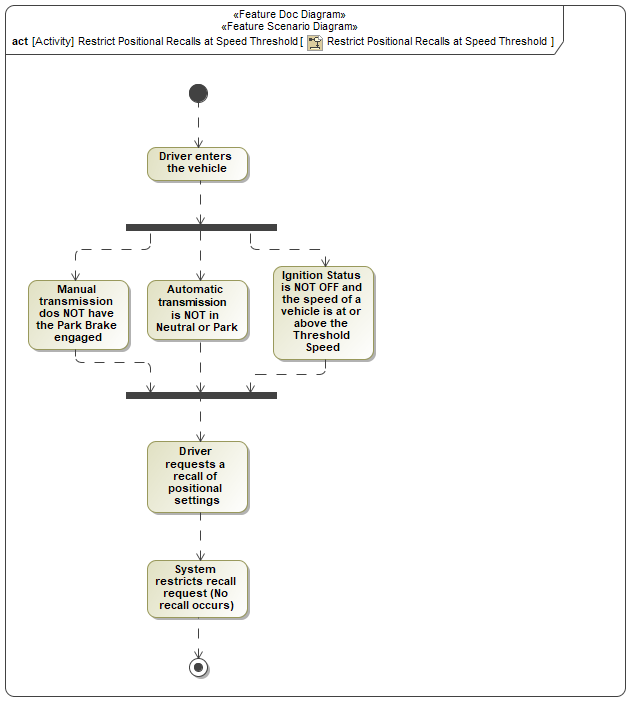 «Feature Doc Diagram»
«Feature Scenario Diagram»
act [Activity] Restrict Positional Recalls at Speed Threshold [ Restrict Positional Recalls at Speed Threshold ]
Driver enters
the vehicle
Manual
transmission
dos NOT have
the Park Brake
engaged
Automatic
transmission
is NOT in
Neutral or Park
Ignition Status
is NOT OFF and
the speed of a
vehicle is at or
above the
Threshold
Speed
Driver
requests a
recall of
positional
settings
System
restricts recall
request (No
recall occurs)